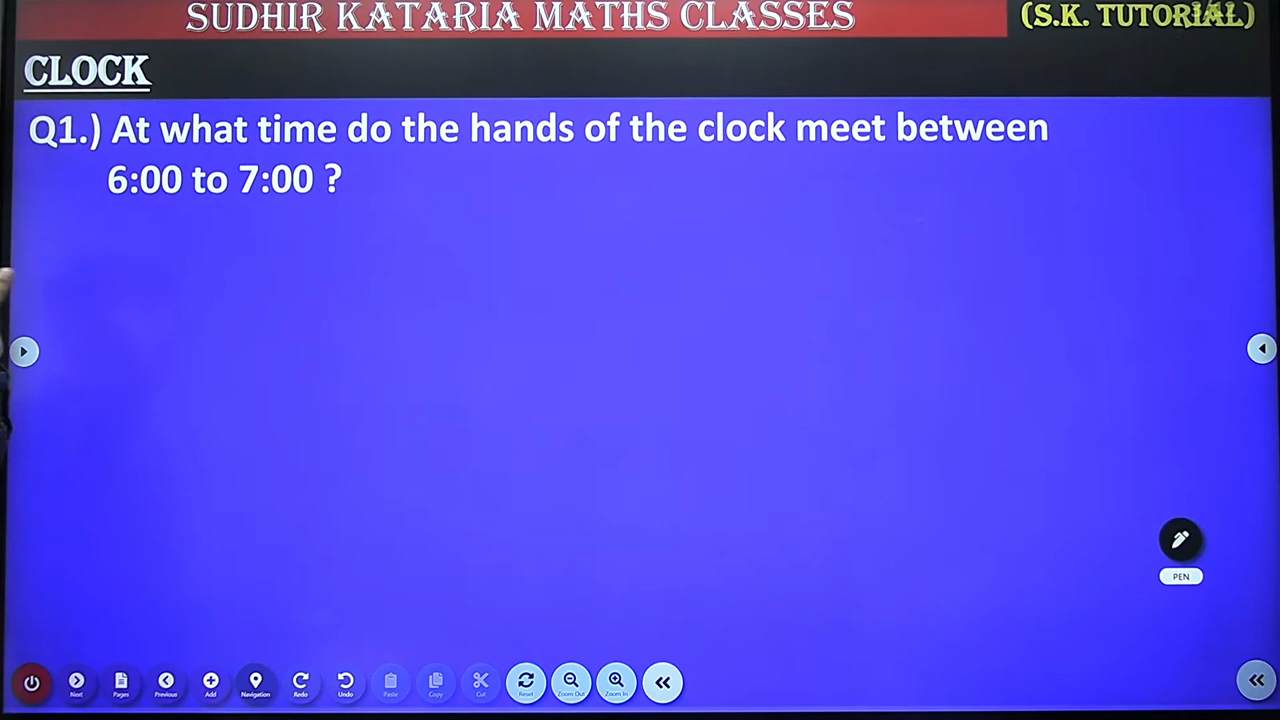 SUDHIR KATARIA MATHS CLASSES
(S.K. TUTORIAL)
CLOCK
Q1.) At what time do the hands of the clock meet between
6:00 to 7:00 ?
PEN
Next
Pages
Previous
Add
Navigation
Redo
Undo
Paste
Copy
Cut
Reset
Zoom Out
Zoom In